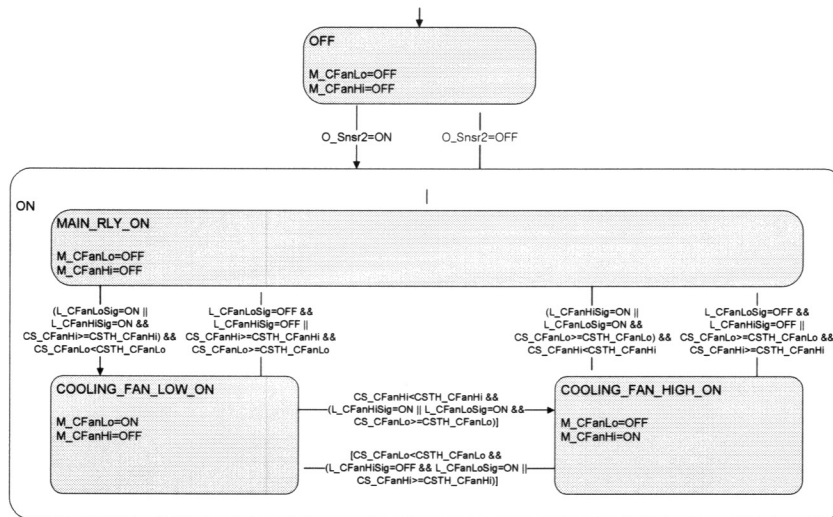 OFF
M_CFanLo=OFF
M_CFanHi=OFF
O_Snsr2=ON
O_Snsr2=OFF
ON
MAIN_RLY_ON
M_CFanLo=OFF
M_CFanHi=OFF
(L_CFanLoSig=ON ||
L_CFanHiSig=ON &&
CS_CFanHi>=CSTH_CFanHi) &&
CS_CFanLo<CSTH_CFanLo
L_CFanLoSig=OFF &&
L_CFanHiSig=OFF ||
CS_CFanHi>=CSTH_CFanHi &&
CS_CFanLo>=CSTH_CFanLo
(L_CFanHiSig=ON ||
L_CFanLoSig=ON &&
CS_CFanLo>=CSTH_CFanLo) &&
CS_CFanHi<CSTH_CFanHi
L_CFanLoSig=OFF &&
L_CFanHiSig=OFF ||
CS_CFanLo>=CSTH_CFanLo &&
CS_CFanHi>=CSTH_CFanHi
COOLING_FAN_LOW_ON
M_CFanLo=ON
M_CFanHi=OFF
CS_CFanHi<CSTH_CFanHi &&
(L_CFanHiSig=ON || L_CFanLoSig=ON &&
CS_CFanLo>=CSTH_CFanLo)]
[CS_CFanLo<CSTH_CFanLo &&
(L_CFanHiSig=OFF && L_CFanLoSig=ON ||
CS_CFanHi>=CSTH_CFanHi)]
COOLING_FAN_HIGH_ON
M_CFanLo=OFF
M_CFanHi=ON